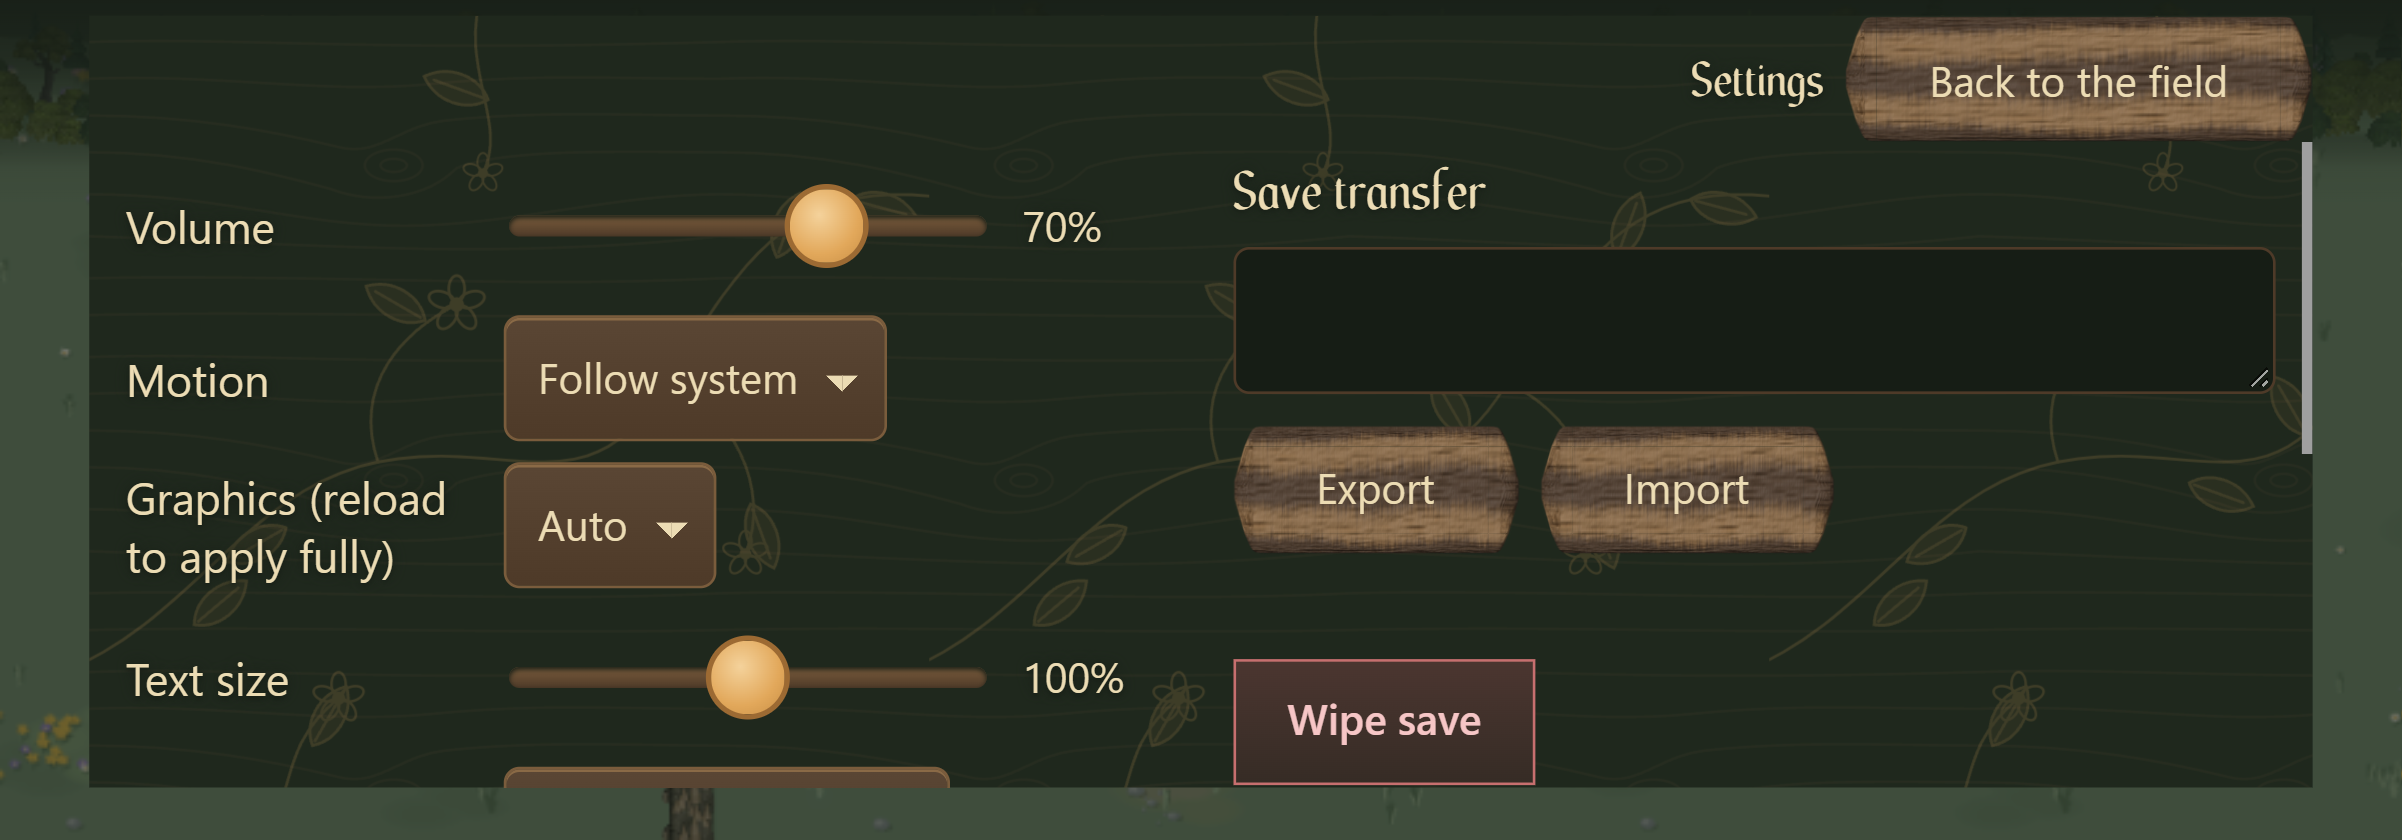 Settings
Back to the field
Volume
70%
Motion
Follow system
Graphics (reload
to apply fully)
Auto
Text size
100%
Save transfer
Export
Import
Wipe save